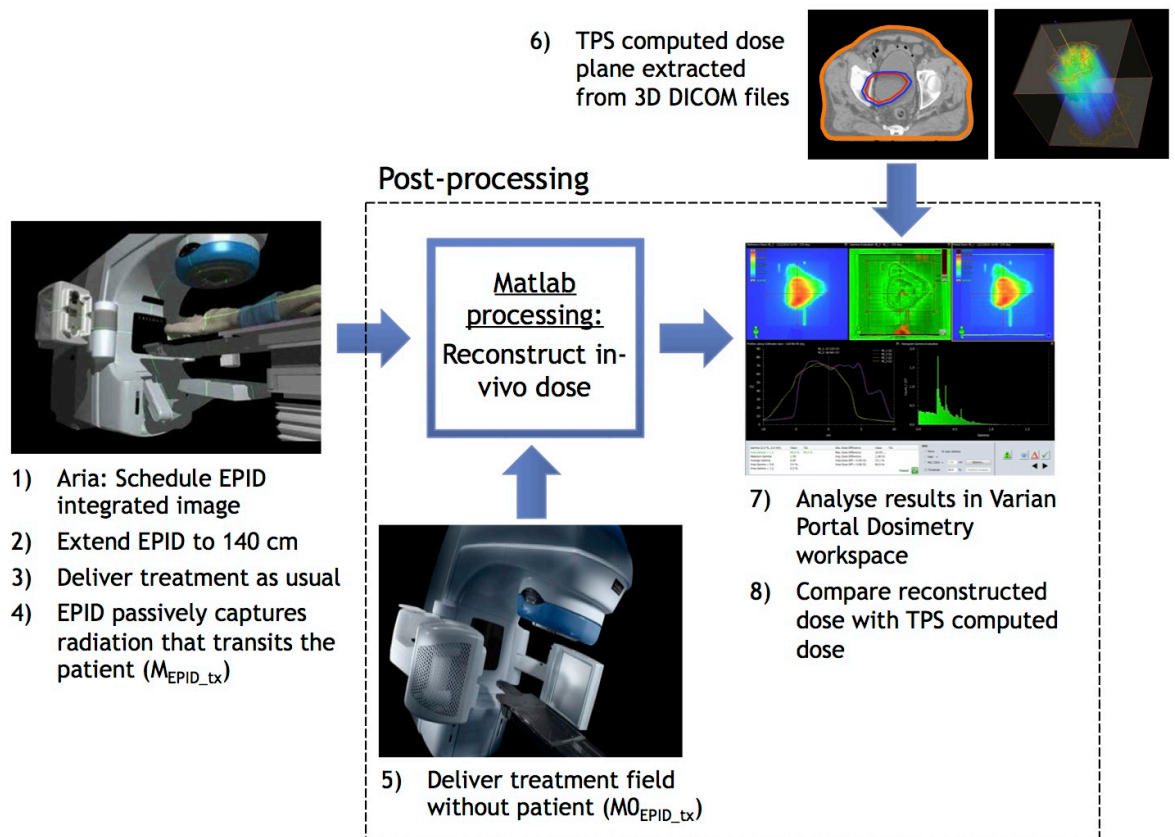 6) TPS computed dose
plane extracted
from 3D DICOM files
Post-processing
Matlab
processing:
Reconstruct in-
vivo dose
1) Aria: Schedule EPID
integrated image
2) Extend EPID to 140 cm
3) Deliver treatment as usual
4) EPID passively captures
radiation that transits the
patient (M_EPID_tx)
5) Deliver treatment field
without patient (M0_EPID_tx)
7) Analyse results in Varian
Portal Dosimetry
workspace
8) Compare reconstructed
dose with TPS computed
dose